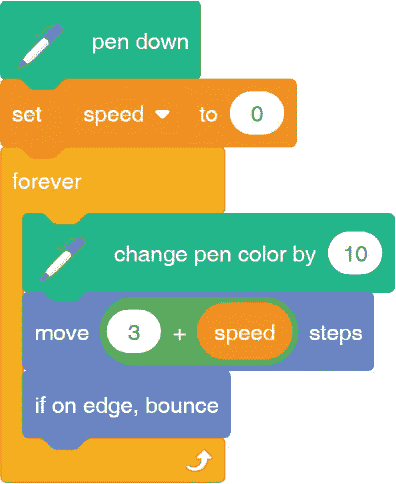 pen down
set speed to 0
forever
change pen color by 10
move 3 + speed steps
if on edge, bounce